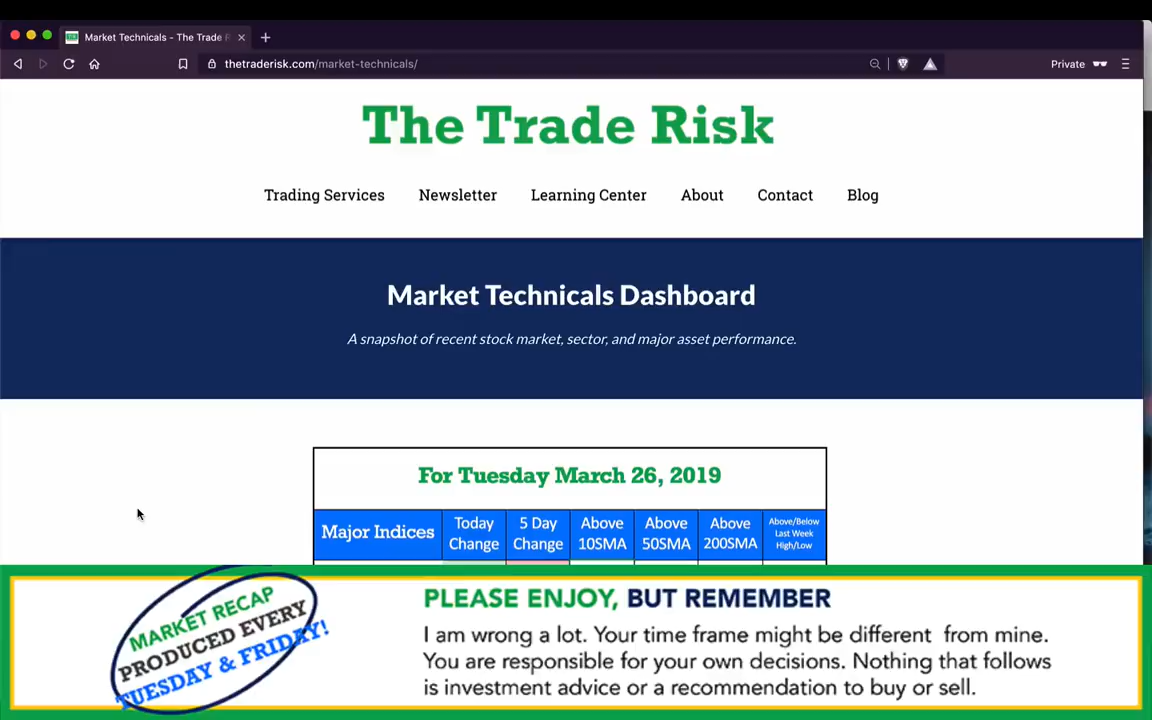 Market Technicals - The Trade R
thetraderisk.com/market-technicals/
Private
The Trade Risk
Trading Services Newsletter Learning Center About Contact Blog
Market Technicals Dashboard
A snapshot of recent stock market, sector, and major asset performance.
For Tuesday March 26, 2019
Major Indices
Today
Change
5 Day
Change
Above
10SMA
Above
50SMA
Above
200SMA
Above/Below
Last Week
High/Low
MARKET RECAP
PRODUCED EVERY
TUESDAY & FRIDAY!
PLEASE ENJOY, BUT REMEMBER
I am wrong a lot. Your time frame might be different from mine.
You are responsible for your own decisions. Nothing that follows
is investment advice or a recommendation to buy or sell.